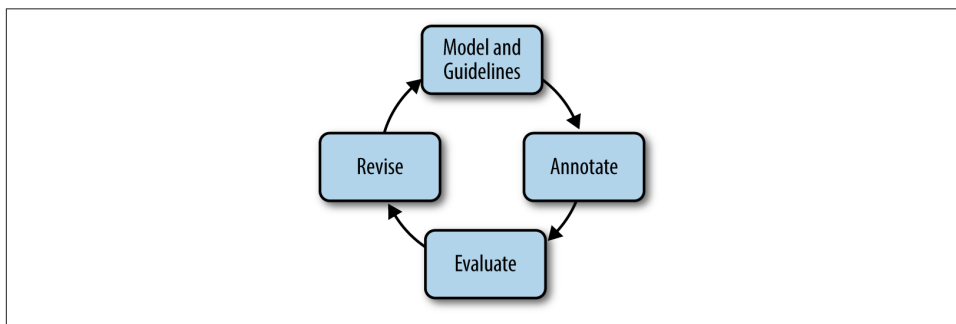 Model and
Guidelines
Revise
Annotate
Evaluate